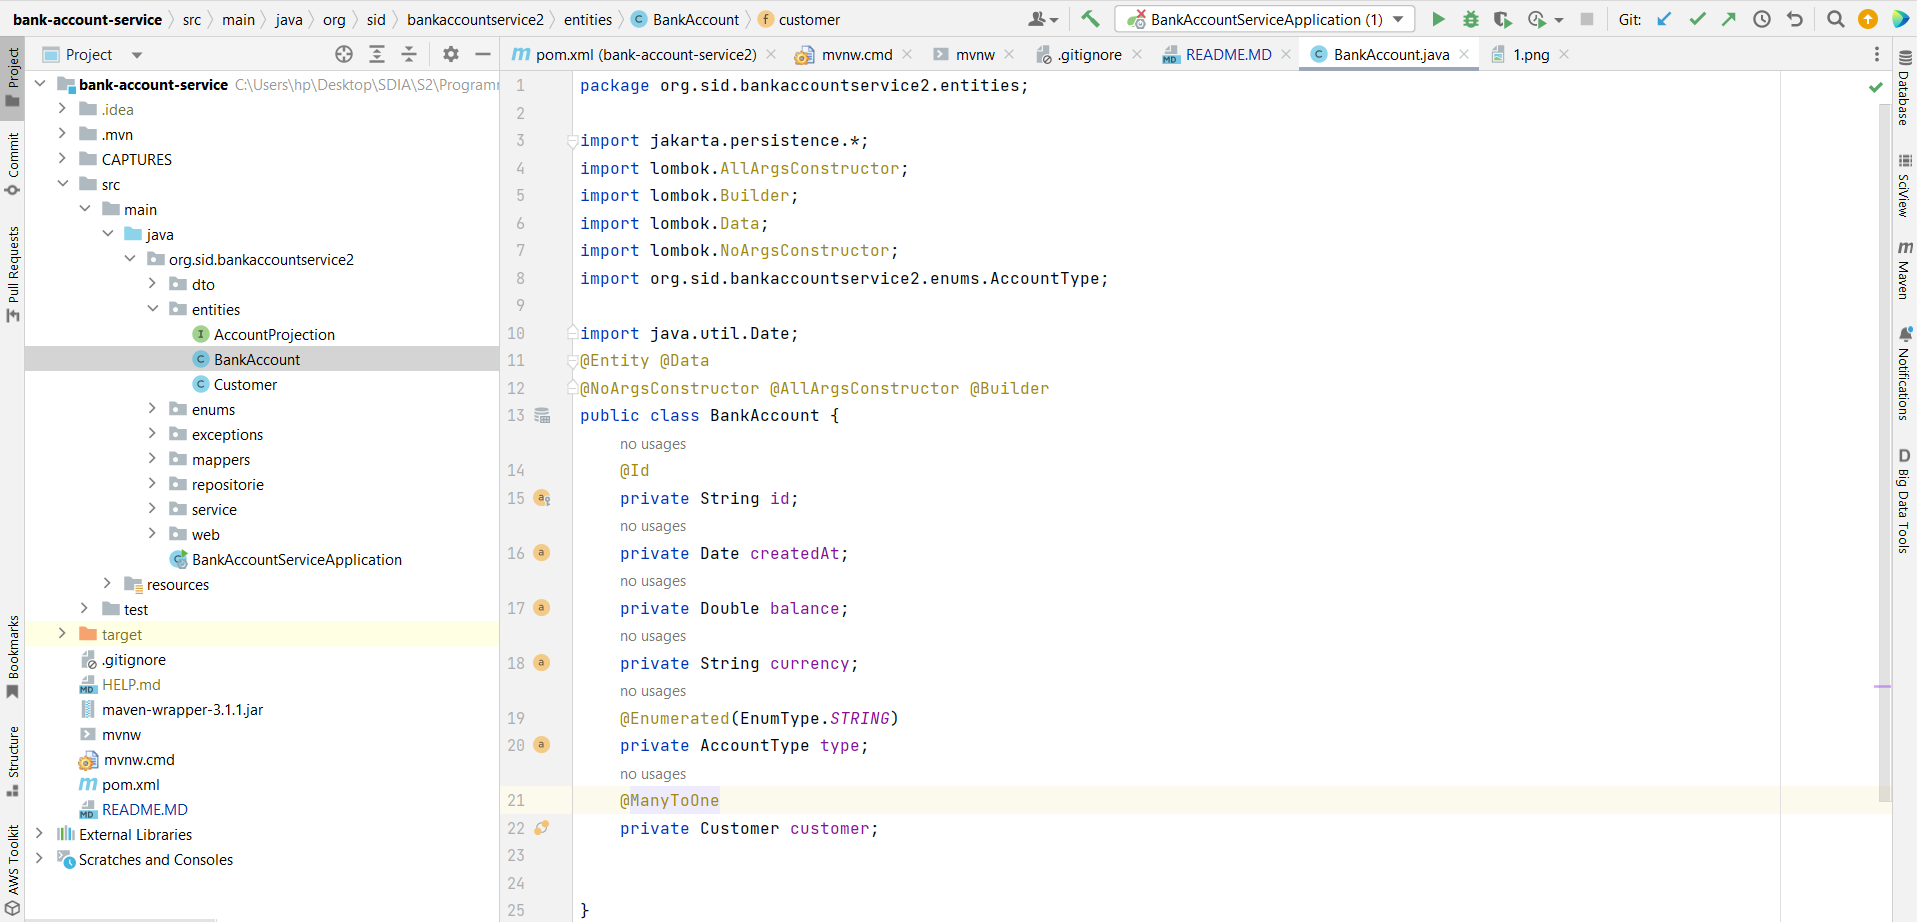 bank-account-service src main java org sid bankaccountservice2 entities BankAccount customer
BankAccountServiceApplication (1) Git:
Project
pom.xml (bank-account-service2) mvnw.cmd mvnw .gitignore README.MD BankAccount.java 1.png
Project
Commit
Pull Requests
Bookmarks
Structure
AWS Toolkit
bank-account-service C:\Users\hp\Desktop\SDIA\S2\Programm
.idea
.mvn
CAPTURES
src
main
java
org.sid.bankaccountservice2
dto
entities
AccountProjection
BankAccount
Customer
enums
exceptions
mappers
repositorie
service
web
BankAccountServiceApplication
resources
test
target
.gitignore
HELP.md
maven-wrapper-3.1.1.jar
mvnw
mvnw.cmd
pom.xml
README.MD
External Libraries
Scratches and Consoles
1 package org.sid.bankaccountservice2.entities;
2
3 import jakarta.persistence.*;
4 import lombok.AllArgsConstructor;
5 import lombok.Builder;
6 import lombok.Data;
7 import lombok.NoArgsConstructor;
8 import org.sid.bankaccountservice2.enums.AccountType;
9
10 import java.util.Date;
11 @Entity @Data
12 @NoArgsConstructor @AllArgsConstructor @Builder
13 public class BankAccount {
no usages
14 @Id
15 private String id;
no usages
16 private Date createdAt;
no usages
17 private Double balance;
no usages
18 private String currency;
no usages
19 @Enumerated(EnumType.STRING)
20 private AccountType type;
no usages
21 @ManyToOne
22 private Customer customer;
23
24
25 }
Database
SciView
Maven
Notifications
Big Data Tools